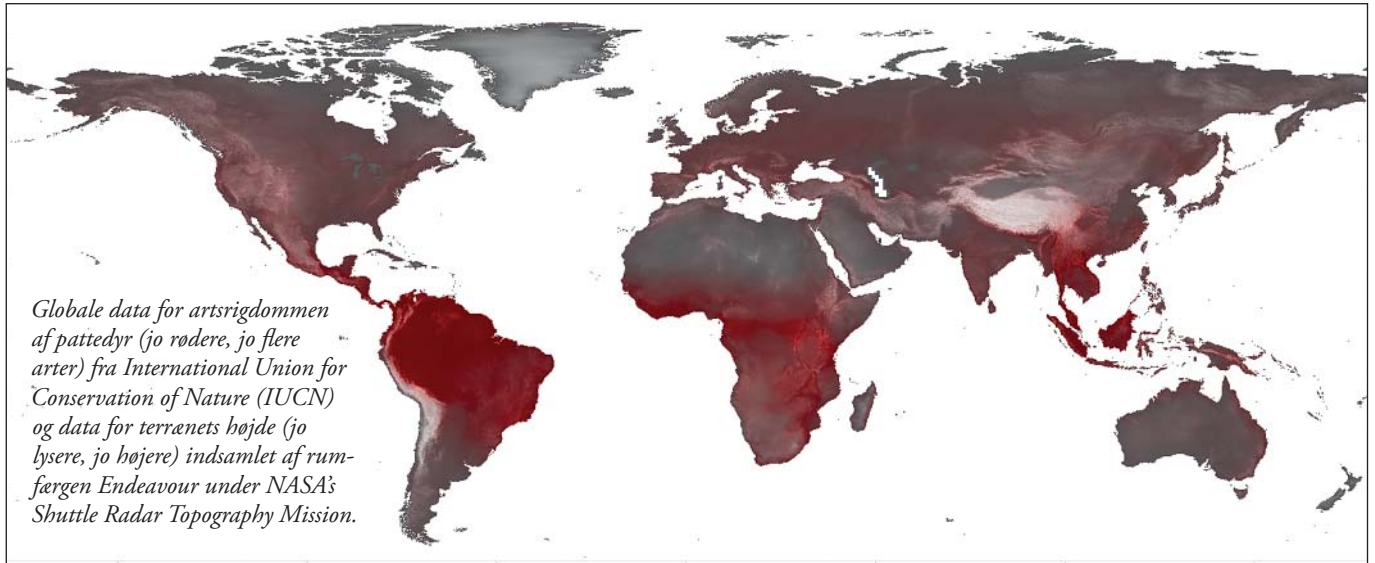 Globale data for artsrigdommen
af pattedyr (jo rødere, jo flere
arter) fra International Union for
Conservation of Nature (IUCN)
og data for terrænets højde (jo
lysere, jo højere) indsamlet af rum-
færgen Endeavour under NASA's
Shuttle Radar Topography Mission.